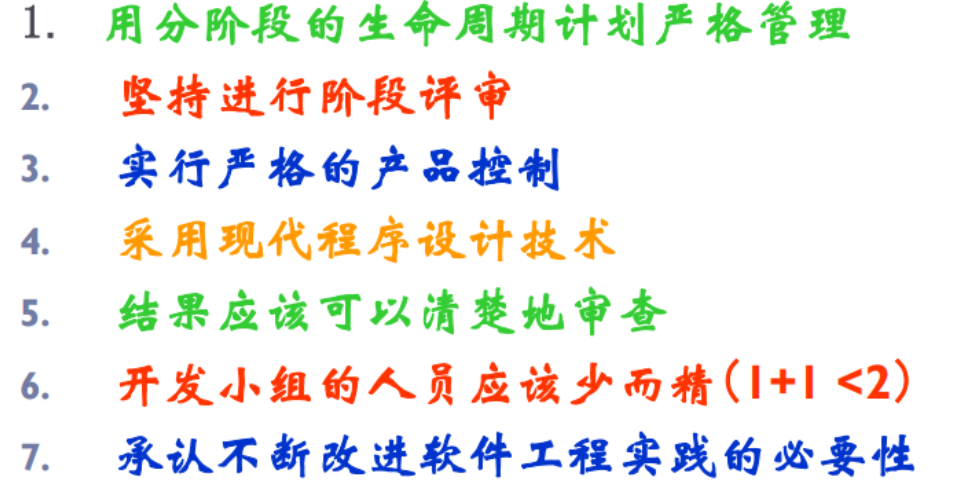 1. 用分阶段的生命周期计划严格管理
2. 坚持进行阶段评审
3. 实行严格的产品控制
4. 采用现代程序设计技术
5. 结果应该可以清楚地审查
6. 开发小组的人员应该少而精(1+1 <2)
7. 承认不断改进软件工程实践的必要性